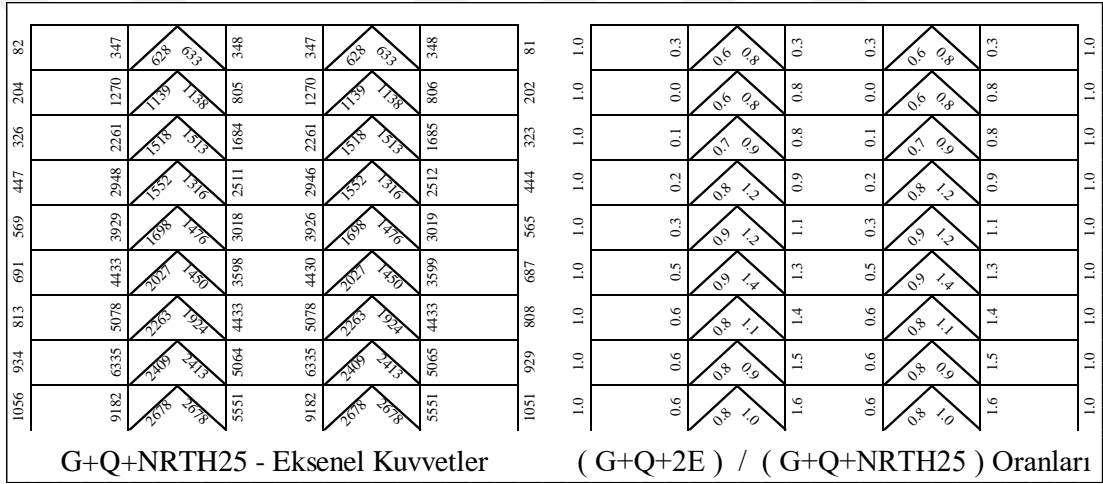 82 347 628 633 348 347 628 633 348 81 1.0 0.3 0.6 0.8 0.3 0.3 0.6 0.8 0.3 1.0
204 1270 1139 1138 805 1270 1139 1138 806 202 1.0 0.0 0.6 0.8 0.8 0.0 0.6 0.8 0.8 1.0
326 2261 1518 1513 1684 2261 1518 1513 1685 323 1.0 0.1 0.7 0.9 0.8 0.1 0.7 0.9 0.8 1.0
447 2948 1552 1316 2511 2946 1552 1316 2512 444 1.0 0.2 0.8 1.2 0.9 0.2 0.8 1.2 0.9 1.0
569 3929 1698 1476 3018 3926 1698 1476 3019 565 1.0 0.3 0.9 1.2 1.1 0.3 0.9 1.2 1.1 1.0
691 4433 2027 1450 3598 4430 2027 1450 3599 687 1.0 0.5 0.9 1.4 1.3 0.5 0.9 1.4 1.3 1.0
813 5078 2263 1924 4433 5078 2263 1924 4433 808 1.0 0.6 0.8 1.1 1.4 0.6 0.8 1.1 1.4 1.0
934 6335 2409 2413 5064 6335 2409 2413 5065 929 1.0 0.6 0.8 0.9 1.5 0.6 0.8 0.9 1.5 1.0
1056 9182 2678 2678 5551 9182 2678 2678 5551 1051 1.0 0.6 0.8 1.0 1.6 0.6 0.8 1.0 1.6 1.0
G+Q+NRTH25 - Eksenel Kuvvetler ( G+Q+2E ) / ( G+Q+NRTH25 ) Oranları